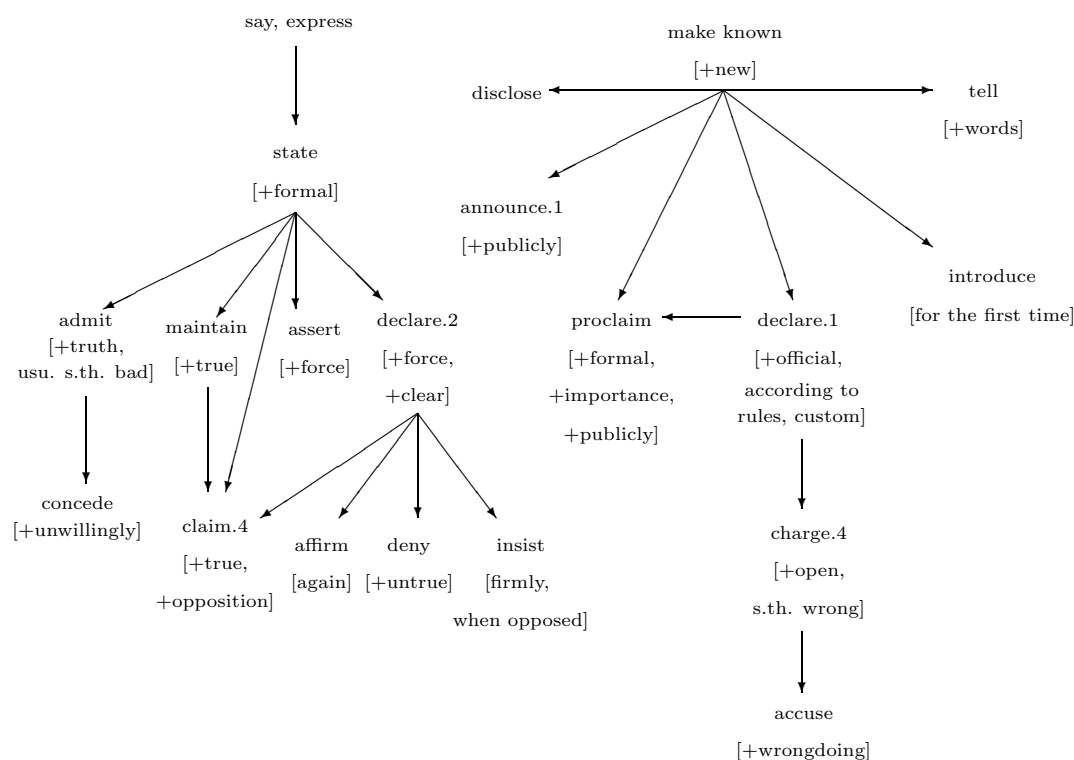 say, express
state
[+formal]
admit
[+truth,
usu. s.th. bad]
maintain
[+true]
assert
[+force]
declare.2
[+force,
+clear]
concede
[+unwillingly]
claim.4
[+true,
+opposition]
affirm
[again]
deny
[+untrue]
insist
[firmly,
when opposed]
make known
[+new]
disclose
tell
[+words]
announce.1
[+publicly]
introduce
[for the first time]
proclaim
[+formal,
+importance,
+publicly]
declare.1
[+official,
according to
rules, custom]
charge.4
[+open,
s.th. wrong]
accuse
[+wrongdoing]